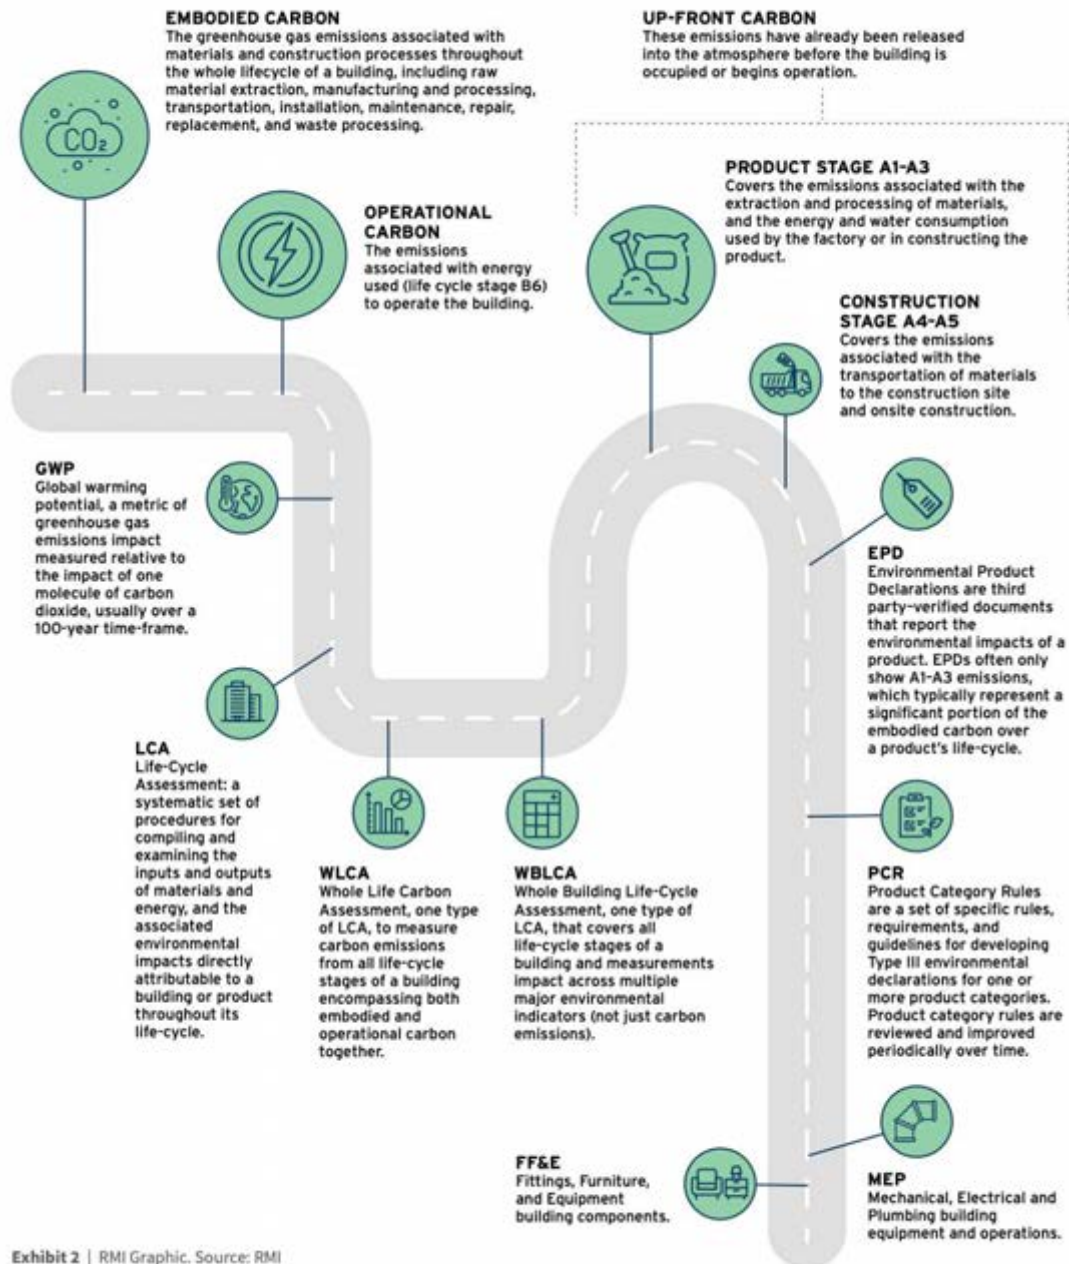 EMBODIED CARBON
The greenhouse gas emissions associated with
materials and construction processes throughout
the whole lifecycle of a building, including raw
material extraction, manufacturing and processing,
transportation, installation, maintenance, repair,
replacement, and waste processing.
UP-FRONT CARBON
These emissions have already been released
into the atmosphere before the building is
occupied or begins operation.
CO₂
OPERATIONAL
CARBON
The emissions
associated with energy
used (life cycle stage B6)
to operate the building.
PRODUCT STAGE A1-A3
Covers the emissions associated with the
extraction and processing of materials,
and the energy and water consumption
used by the factory or in constructing the
product.
CONSTRUCTION
STAGE A4-A5
Covers the emissions
associated with the
transportation of materials
to the construction site
and onsite construction.
GWP
Global warming
potential, a metric of
greenhouse gas
emissions impact
measured relative to
the impact of one
molecule of carbon
dioxide, usually over a
100-year time-frame.
EPD
Environmental Product
Declarations are third
party-verified documents
that report the
environmental impacts of a
product. EPDs often only
show A1-A3 emissions,
which typically represent a
significant portion of the
embodied carbon over
a product's life-cycle.
LCA
Life-Cycle
Assessment: a
systematic set of
procedures for
compiling and
examining the
inputs and outputs
of materials and
energy, and the
associated
environmental
impacts directly
attributable to a
building or product
throughout its
life-cycle.
WLCA
Whole Life Carbon
Assessment, one type
of LCA, to measure
carbon emissions
from all life-cycle
stages of a building
encompassing both
embodied and
operational carbon
together.
WBLCA
Whole Building Life-Cycle
Assessment, one type of
LCA, that covers all
life-cycle stages of a
building and measurements
impact across multiple
major environmental
indicators (not just carbon
emissions).
PCR
Product Category Rules
are a set of specific rules,
requirements, and
guidelines for developing
Type III environmental
declarations for one or
more product categories.
Product category rules are
reviewed and improved
periodically over time.
FF&E
Fittings, Furniture,
and Equipment
building components.
MEP
Mechanical, Electrical and
Plumbing building
equipment and operations.
Exhibit 2 | RMI Graphic. Source: RMI